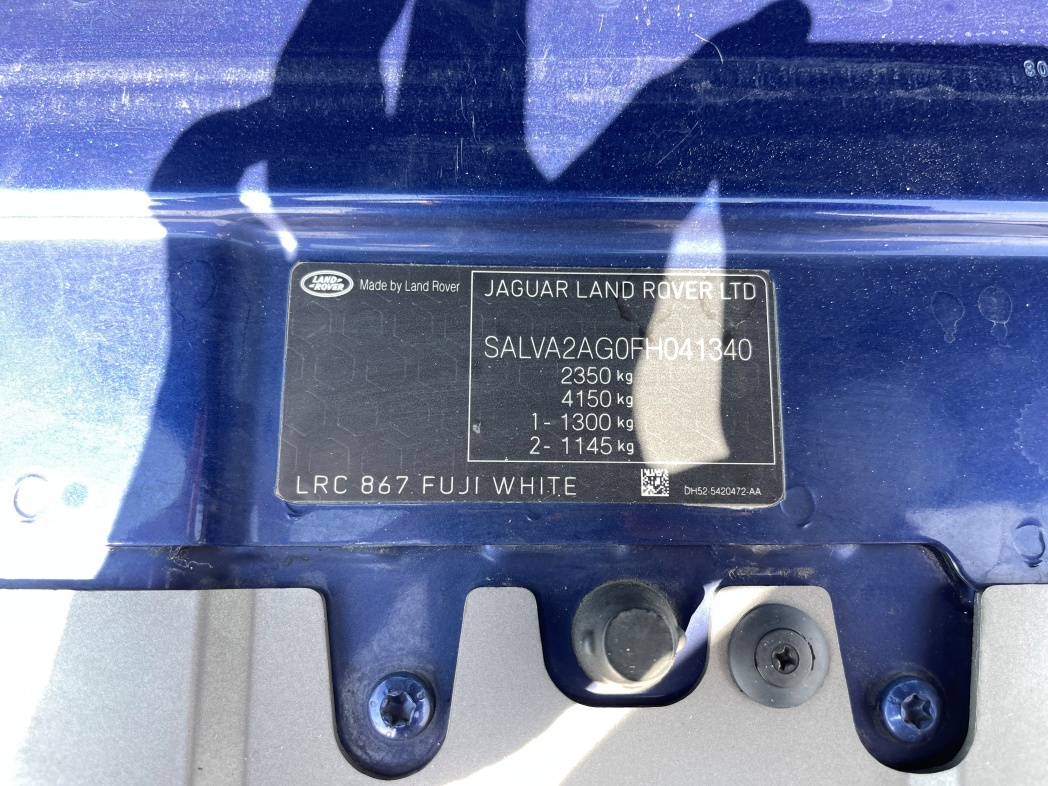 80
LAND ROVER
Made by Land Rover
JAGUAR LAND ROVER LTD
SALVA2AG0FH041340
2350 kg
4150 kg
1- 1300 kg
2- 1145 kg
LRC 867 FUJI WHITE
DH52-5420472-AA